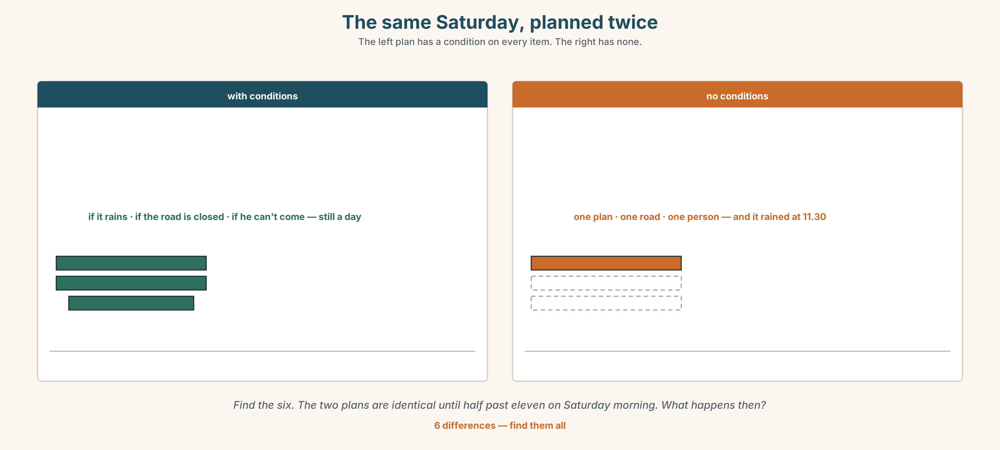 The same Saturday, planned twice
The left plan has a condition on every item. The right has none.
with conditions
no conditions
if it rains · if the road is closed · if he can't come — still a day
one plan · one road · one person — and it rained at 11.30
Find the six. The two plans are identical until half past eleven on Saturday morning. What happens then?
6 differences — find them all